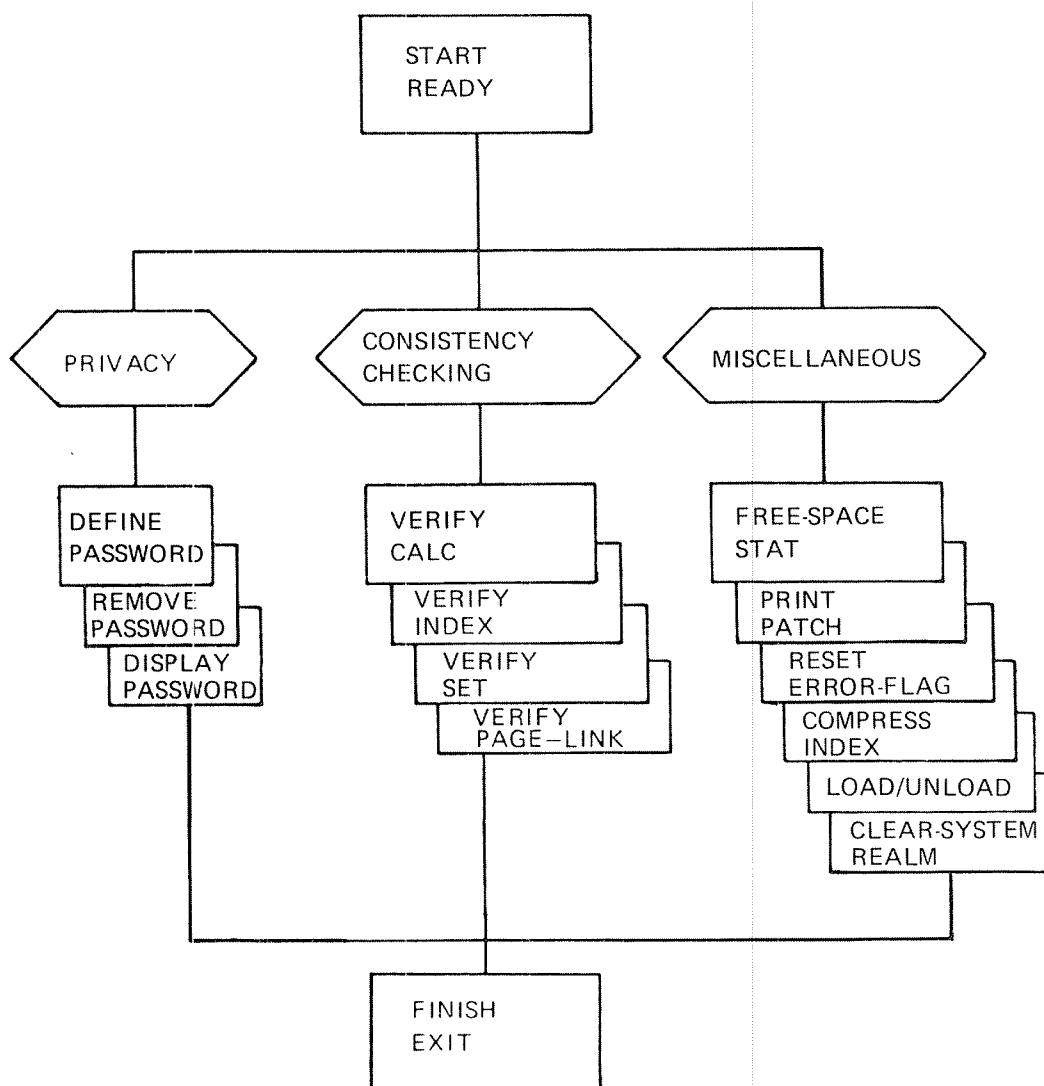 START
READY
PRIVACY
CONSISTENCY
CHECKING
MISCELLANEOUS
DEFINE
PASSWORD
REMOVE
PASSWORD
DISPLAY
PASSWORD
VERIFY
CALC
VERIFY
INDEX
VERIFY
SET
VERIFY
PAGE–LINK
FREE-SPACE
STAT
PRINT
PATCH
RESET
ERROR-FLAG
COMPRESS
INDEX
LOAD/UNLOAD
CLEAR-SYSTEM
REALM
FINISH
EXIT